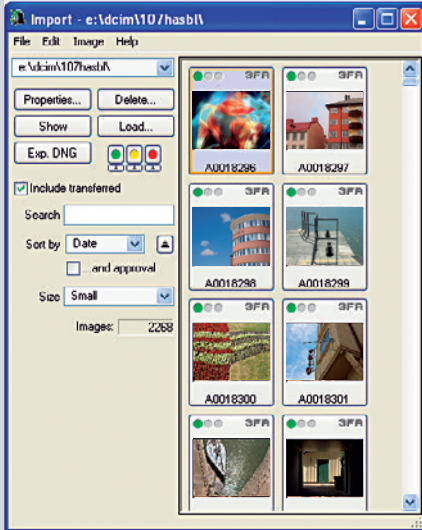 Import - e:\dcim\107hasbl\
File Edit Image Help
e:\dcim\107hasbl\
Properties... Delete...
Show Load...
Exp. DNG
Include transferred
Search
Sort by Date
...and approval
Size Small
Images: 2268
3FR 3FR
A0018296 A0018297
3FR 3FR
A0018298 A0018299
3FR 3FR
A0018300 A0018301
3FR 3FR